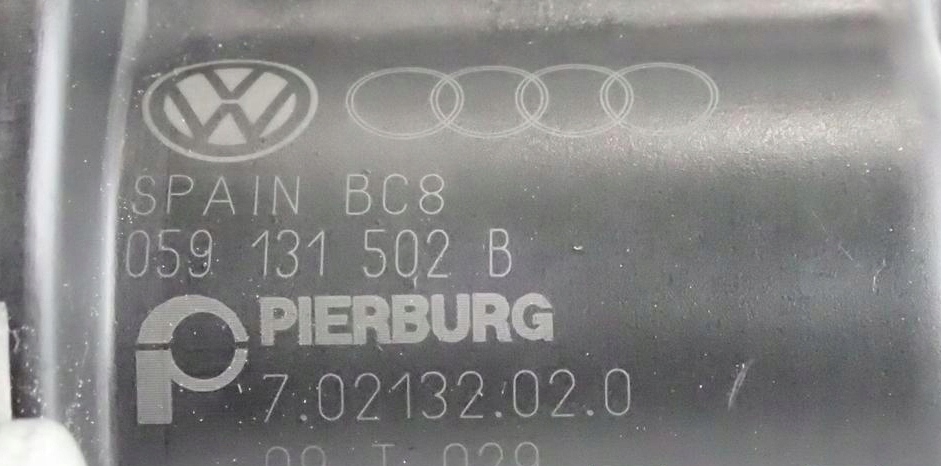 SPAIN BC8
059 131 502 B
PIERBURG
7.02132.02.0